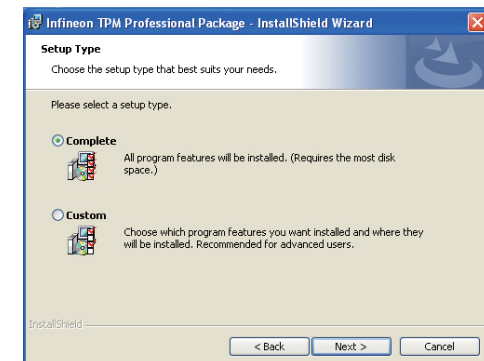 Infineon TPM Professional Package - InstallShield Wizard
Setup Type
Choose the setup type that best suits your needs.
Please select a setup type.
Complete
All program features will be installed. (Requires the most disk
space.)
Custom
Choose which program features you want installed and where they
will be installed. Recommended for advanced users.
InstallShield
< Back Next > Cancel